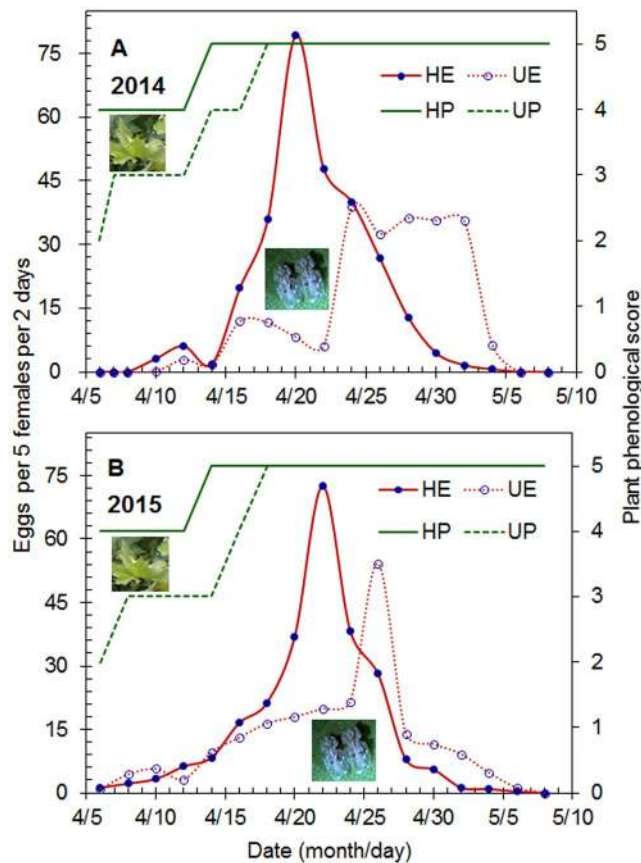 A
2014
HE UE
HP UP
75
60
45
30
15
0
5
4
3
2
1
0
4/5 4/10 4/15 4/20 4/25 4/30 5/5 5/10
Eggs per 5 females per 2 days
Plant phenological score
B
2015
HE UE
HP UP
75
60
45
30
15
0
5
4
3
2
1
0
4/5 4/10 4/15 4/20 4/25 4/30 5/5 5/10
Date (month/day)